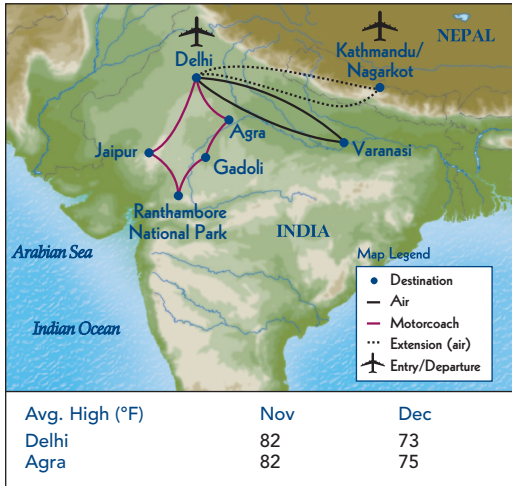 Delhi
Kathmandu/
Nagarkot
NEPAL
Agra
Jaipur
Gadoli
Varanasi
Ranthambore
National Park
INDIA
Arabian Sea
Indian Ocean
Map Legend
Destination
Air
Motorcoach
Extension (air)
Entry/Departure
Avg. High (°F) Nov Dec
Delhi 82 73
Agra 82 75